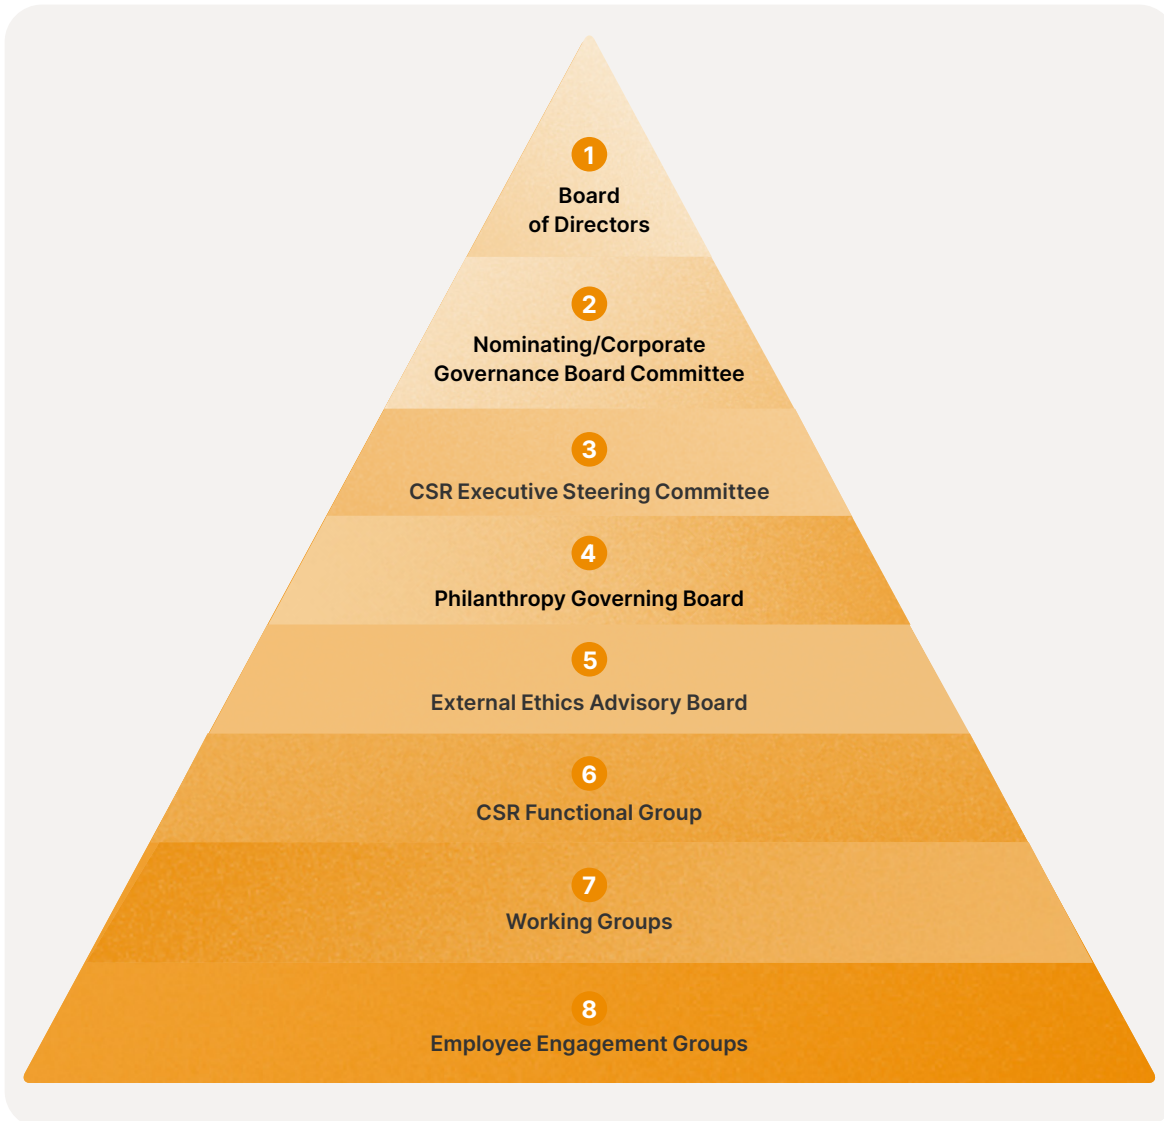 1
Board
of Directors
2
Nominating/Corporate
Governance Board Committee
3
CSR Executive Steering Committee
4
Philanthropy Governing Board
5
External Ethics Advisory Board
6
CSR Functional Group
7
Working Groups
8
Employee Engagement Groups